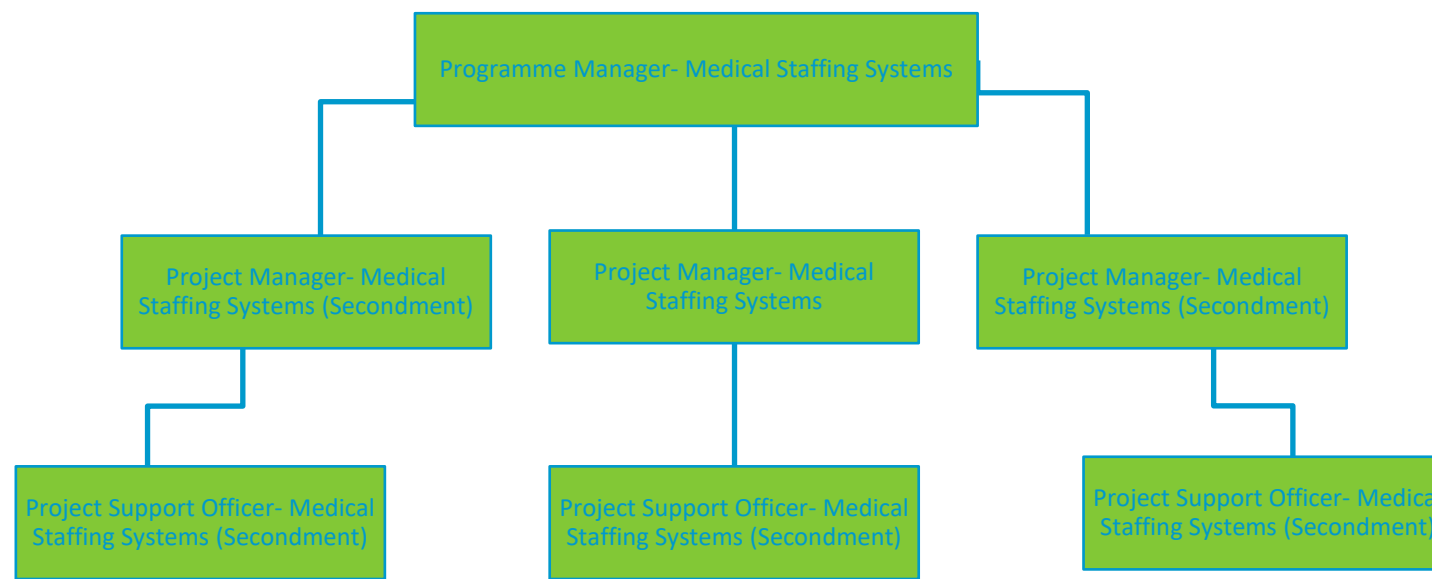 Programme Manager- Medical Staffing Systems
Project Manager- Medical
Staffing Systems (Secondment)
Project Manager- Medical
Staffing Systems
Project Manager- Medical
Staffing Systems (Secondment)
Project Support Officer- Medical
Staffing Systems (Secondment)
Project Support Officer- Medical
Staffing Systems (Secondment)
Project Support Officer- Medica
Staffing Systems (Secondment)